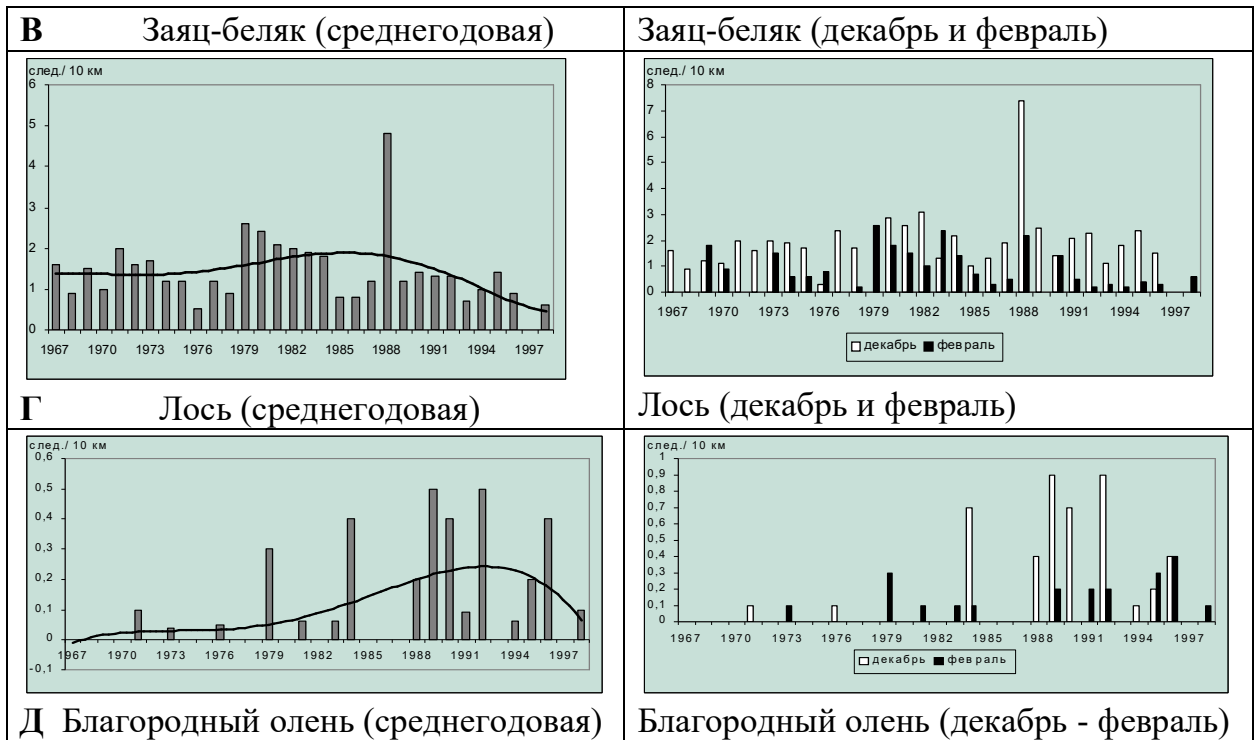 В Заяц-беляк (среднегодовая)
Заяц-беляк (декабрь и февраль)
след./ 10 км
6
5
4
3
2
1
0
1967 1970 1973 1976 1979 1982 1985 1988 1991 1994 1997
след./ 10 км
8
7
6
5
4
3
2
1
0
1967 1970 1973 1976 1979 1982 1985 1988 1991 1994 1997
декабрь февраль
Г Лось (среднегодовая)
Лось (декабрь и февраль)
след./ 10 км
0,6
0,5
0,4
0,3
0,2
0,1
0
-0,1
1967 1970 1973 1976 1979 1982 1985 1988 1991 1994 1997
след./ 10 км
1
0,9
0,8
0,7
0,6
0,5
0,4
0,3
0,2
0,1
1967 1970 1973 1976 1979 1982 1985 1988 1991 1994 1997
декабрь февраль
Д Благородный олень (среднегодовая)
Благородный олень (декабрь - февраль)